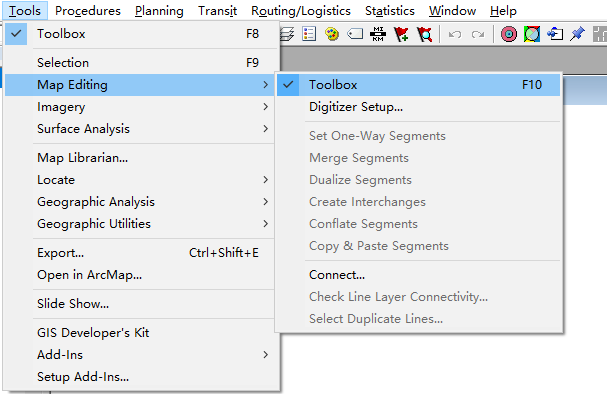 Tools Procedures Planning Transit Routing/Logistics Statistics Window Help
Toolbox F8
Selection F9
Map Editing
Imagery
Surface Analysis
Map Librarian...
Locate
Geographic Analysis
Geographic Utilities
Export... Ctrl+Shift+E
Open in ArcMap...
Slide Show...
GIS Developer's Kit
Add-Ins
Setup Add-Ins...
MI
KM
Toolbox F10
Digitizer Setup...
Set One-Way Segments
Merge Segments
Dualize Segments
Create Interchanges
Conflate Segments
Copy & Paste Segments
Connect...
Check Line Layer Connectivity...
Select Duplicate Lines...